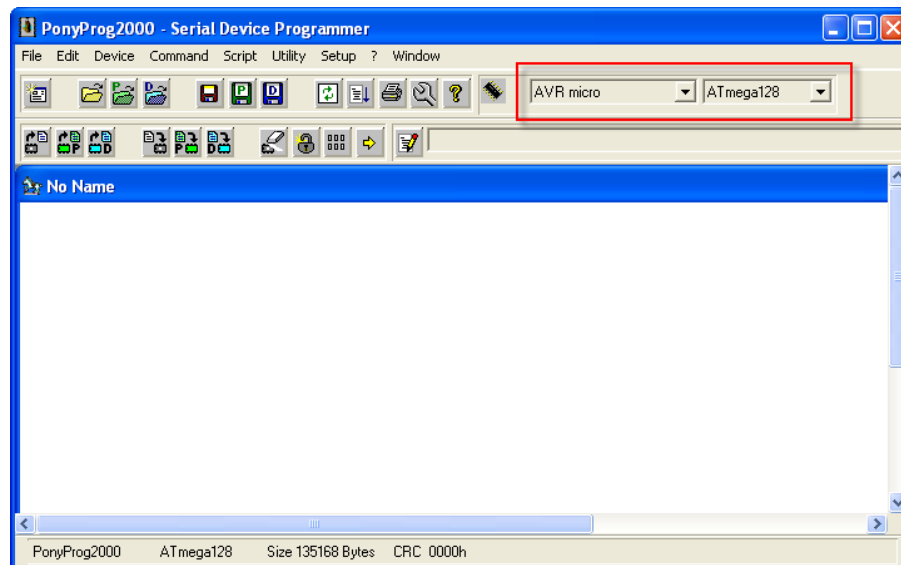 PonyProg2000 - Serial Device Programmer
File Edit Device Command Script Utility Setup ? Window
AVR micro ATmega128
No Name
PonyProg2000 ATmega128 Size 135168 Bytes CRC 0000h